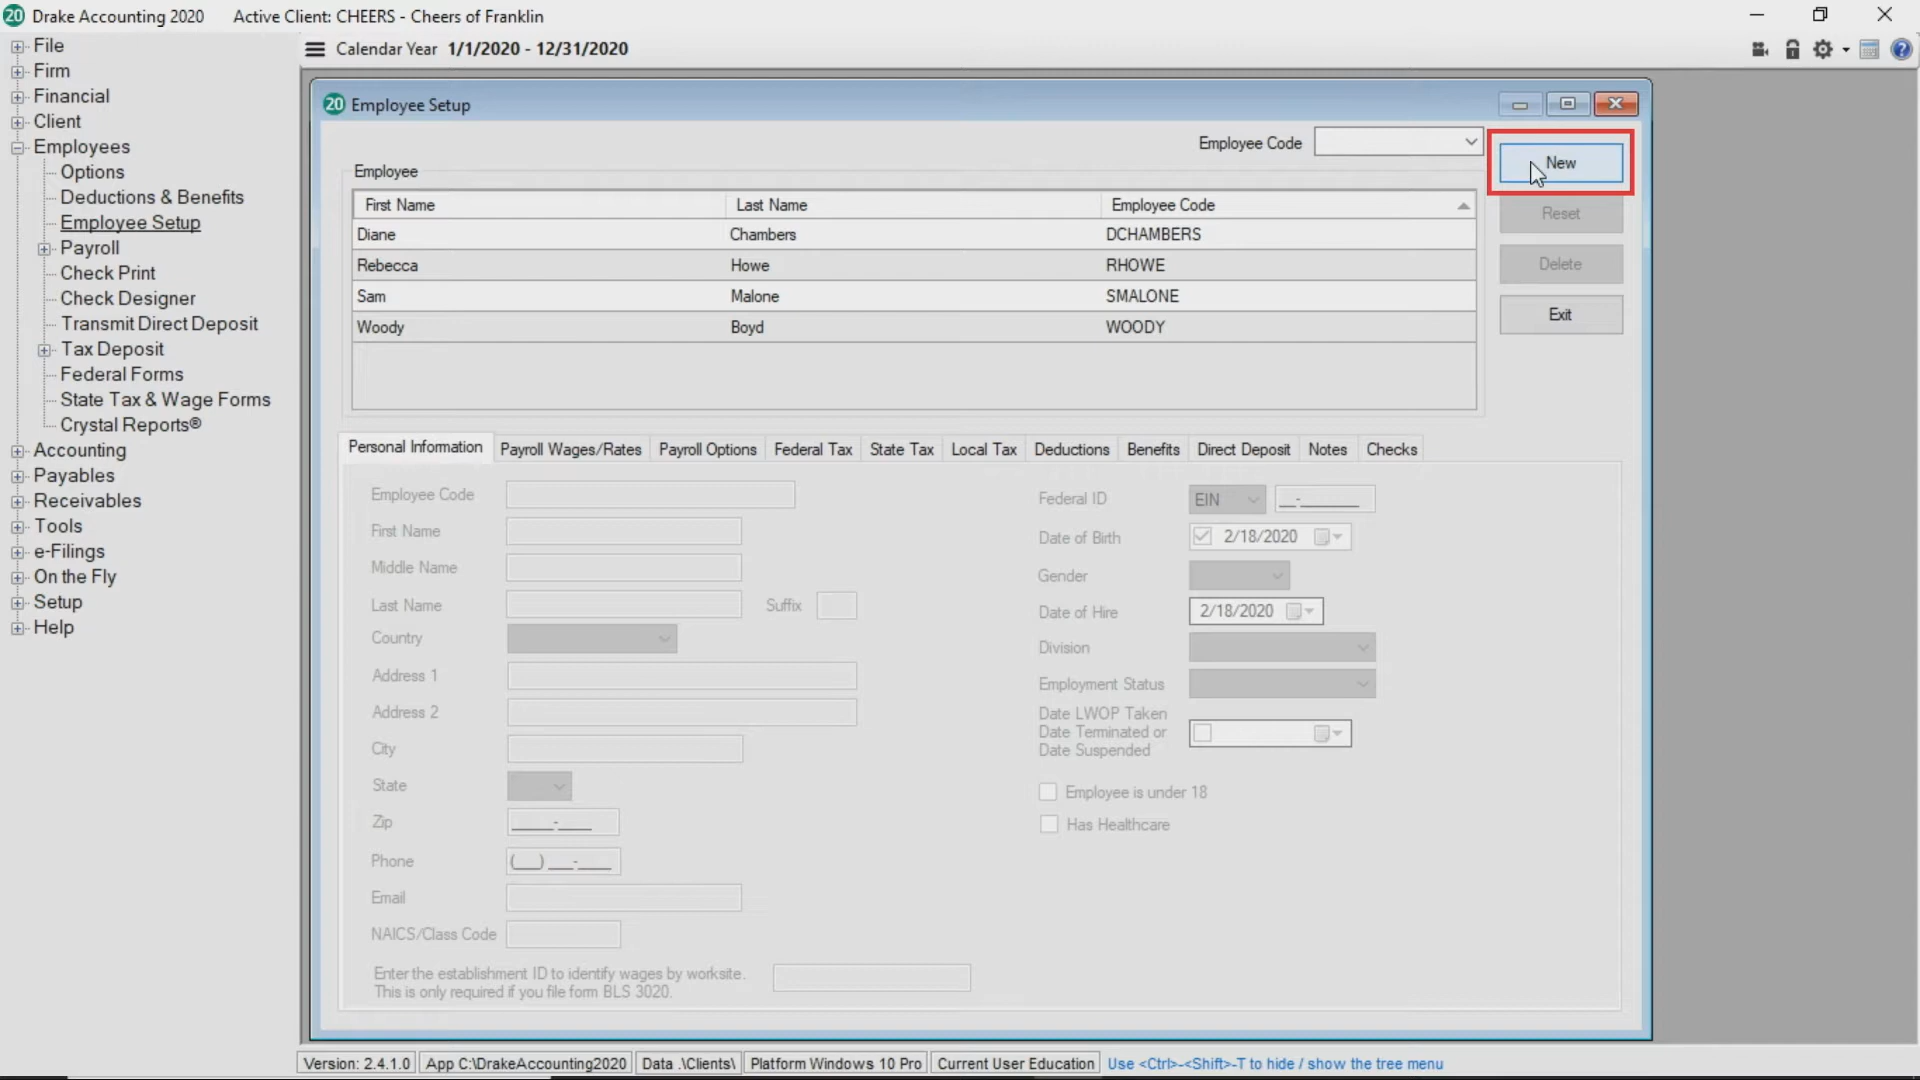 20 Drake Accounting 2020 Active Client: CHEERS - Cheers of Franklin
File
Firm
Financial
Client
Employees
Options
Deductions & Benefits
Employee Setup
Payroll
Check Print
Check Designer
Transmit Direct Deposit
Tax Deposit
Federal Forms
State Tax & Wage Forms
Crystal Reports®
Accounting
Payables
Receivables
Tools
e-Filings
On the Fly
Setup
Help
Calendar Year 1/1/2020 - 12/31/2020
20 Employee Setup
Employee Code
New
Reset
Delete
Exit
Employee
First Name Last Name Employee Code
Diane Chambers DCHAMBERS
Rebecca Howe RHOWE
Sam Malone SMALONE
Woody Boyd WOODY
Personal Information Payroll Wages/Rates Payroll Options Federal Tax State Tax Local Tax Deductions Benefits Direct Deposit Notes Checks
Employee Code
First Name
Middle Name
Last Name Suffix
Country
Address 1
Address 2
City
State
Zip _____-____
Phone (___) ___-____
Email
NAICS/Class Code
Enter the establishment ID to identify wages by worksite.
This is only required if you file form BLS 3020.
Federal ID EIN __-_______
Date of Birth 2/18/2020
Gender
Date of Hire 2/18/2020
Division
Employment Status
Date LWOP Taken
Date Terminated or
Date Suspended
Employee is under 18
Has Healthcare
Version: 2.4.1.0 App C:\DrakeAccounting2020 Data .\Clients\ Platform Windows 10 Pro Current User Education Use <Ctrl>-<Shift>-T to hide / show the tree menu